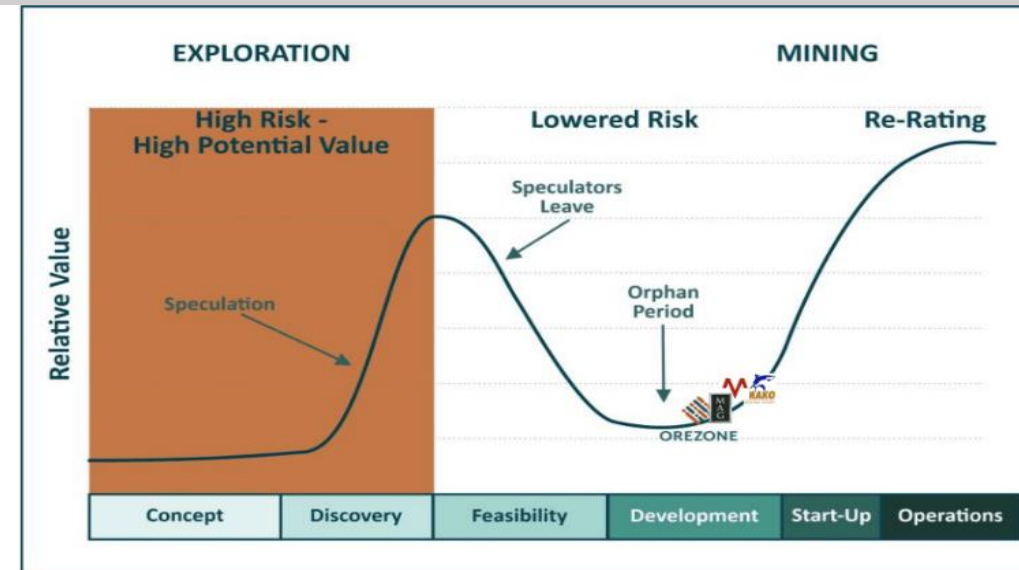 EXPLORATION
MINING
High Risk -
High Potential Value
Lowered Risk
Re-Rating
Speculators
Leave
Speculation
Orphan
Period
Relative Value
MAG
KAKO
OREZONE
Concept
Discovery
Feasibility
Development
Start-Up
Operations